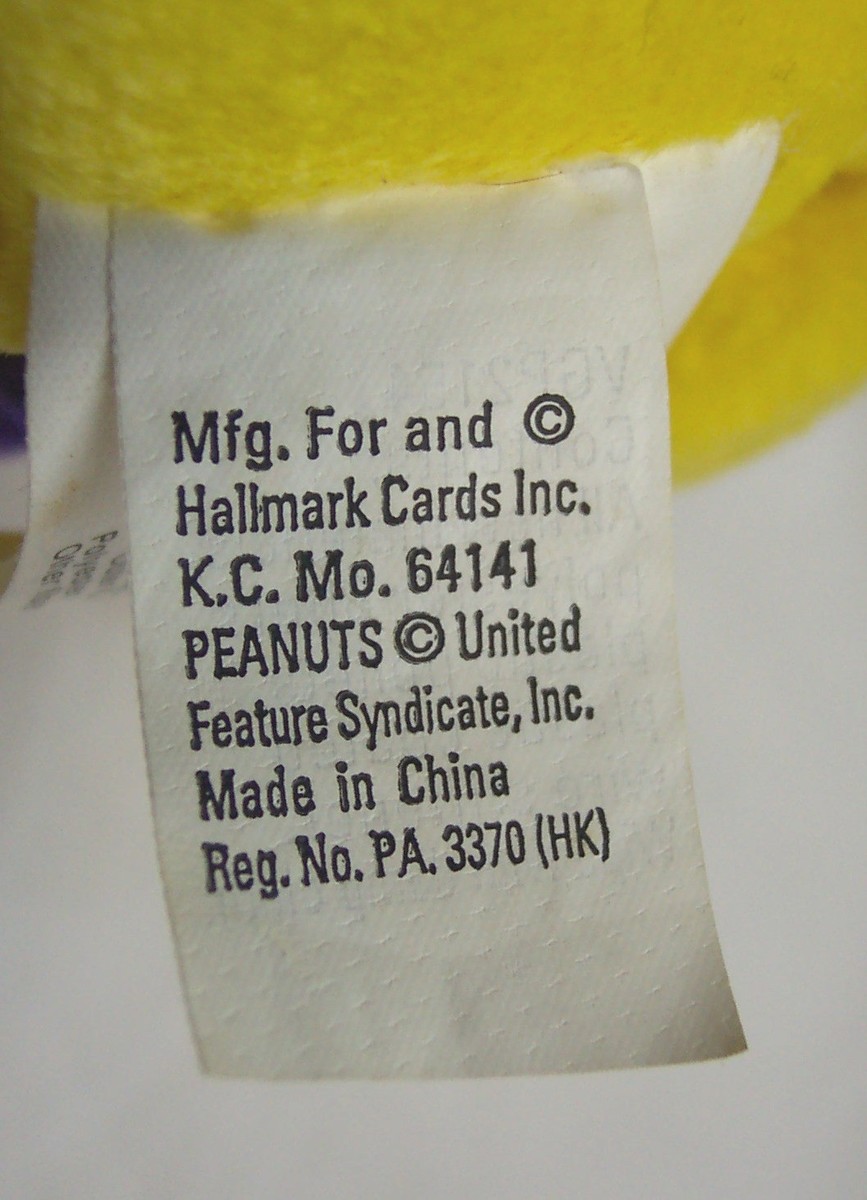 Mfg. For and ©
Hallmark Cards Inc.
K.C. Mo. 64141
PEANUTS © United
Feature Syndicate, Inc.
Made in China
Reg. No. PA. 3370 (HK)